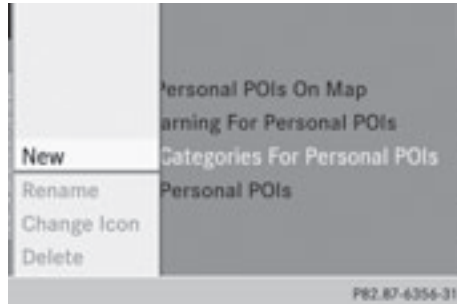 Personal POIs On Map
arning For Personal POIs
New
Categories For Personal POIs
Rename
Personal POIs
Change Icon
Delete
P82.87-6356-31